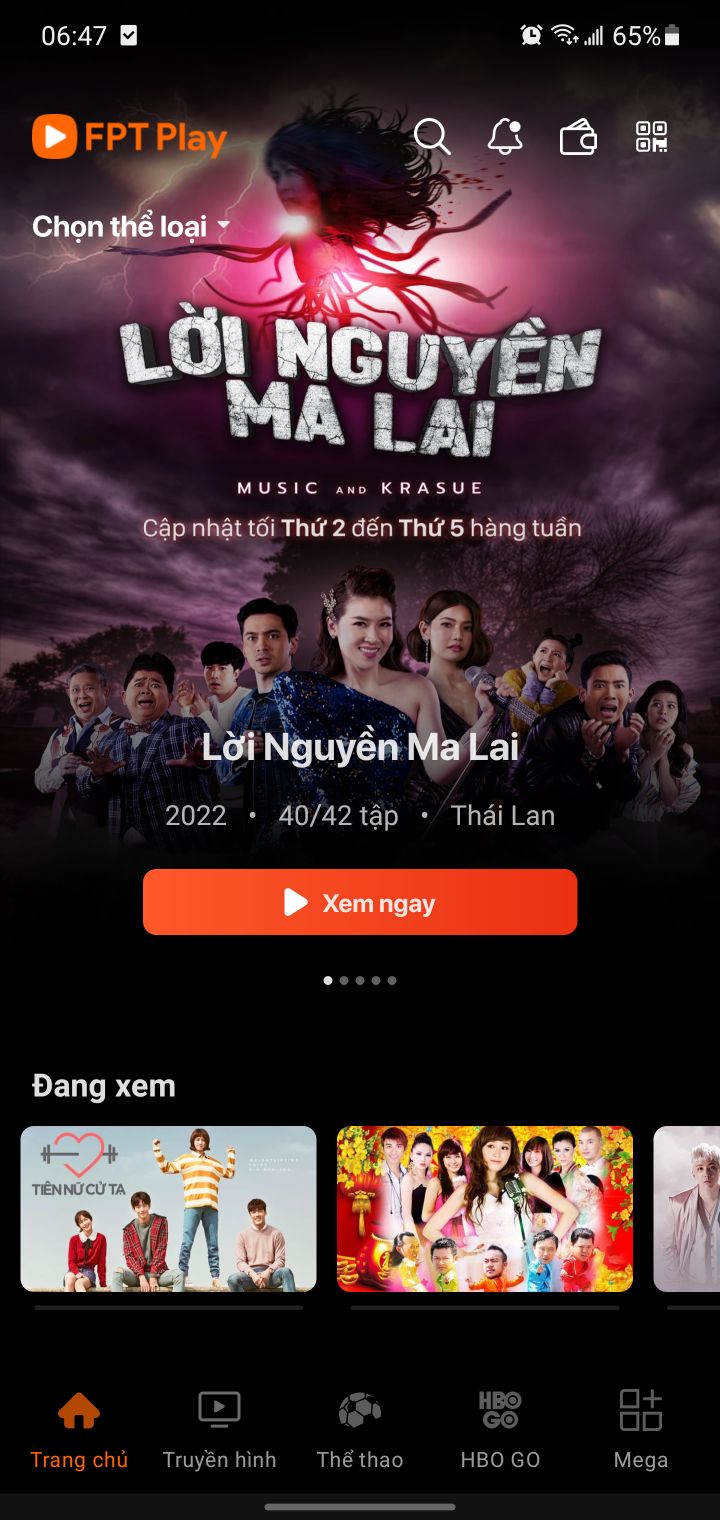 06:47
65%
FPT Play
Chọn thể loại
LỜI NGUYỀN
MA LAI
MUSIC AND KRASUE
Cập nhật tối Thứ 2 đến Thứ 5 hàng tuần
Lời Nguyền Ma Lai
2022 • 40/42 tập • Thái Lan
Xem ngay
Đang xem
TIÊN NỮ CỬ TẠ
Trang chủ
Truyền hình
Thể thao
HBO GO
HBO GO
Mega